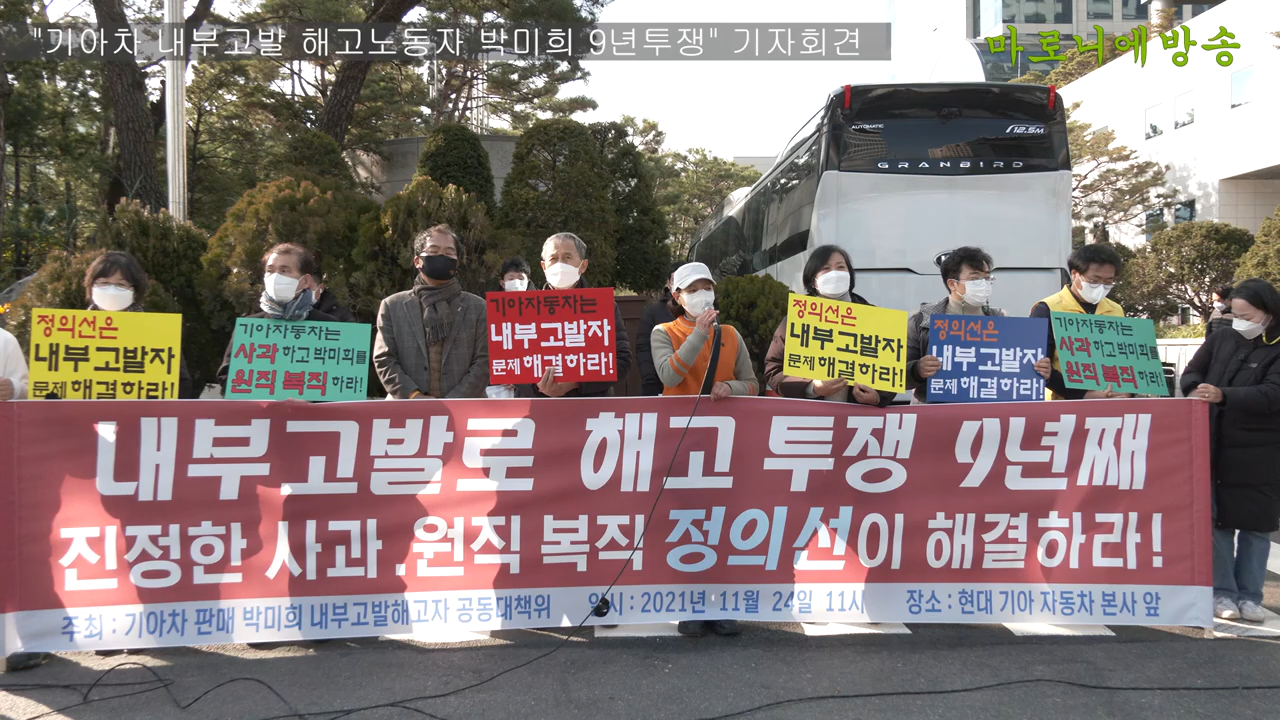 "기아차 내부고발 해고노동자 박미희 9년투쟁" 기자회견
마로니에방송
AUTOMATIC
12.5M
GRANBIRD
정의선은
내부고발자
문제 해결하라!
기아자동차는
사과하고 박미희를
원직 복직 하라!
기아자동차는
내부고발자
문제 해결하라!
정의선은
내부고발자
문제 해결하라!
정의선은
내부고발자
문제 해결하라!
기아자동차는
사과하고 박미희를
원직 복직 하라!
내부고발로 해고 투쟁 9년째
진정한 사과.원직 복직 정의선이 해결하라!
주최 : 기아차 판매 박미희 내부고발해고자 공동대책위 일시 : 2021년 11월 24일 11시 장소 : 현대 기아 자동차 본사 앞